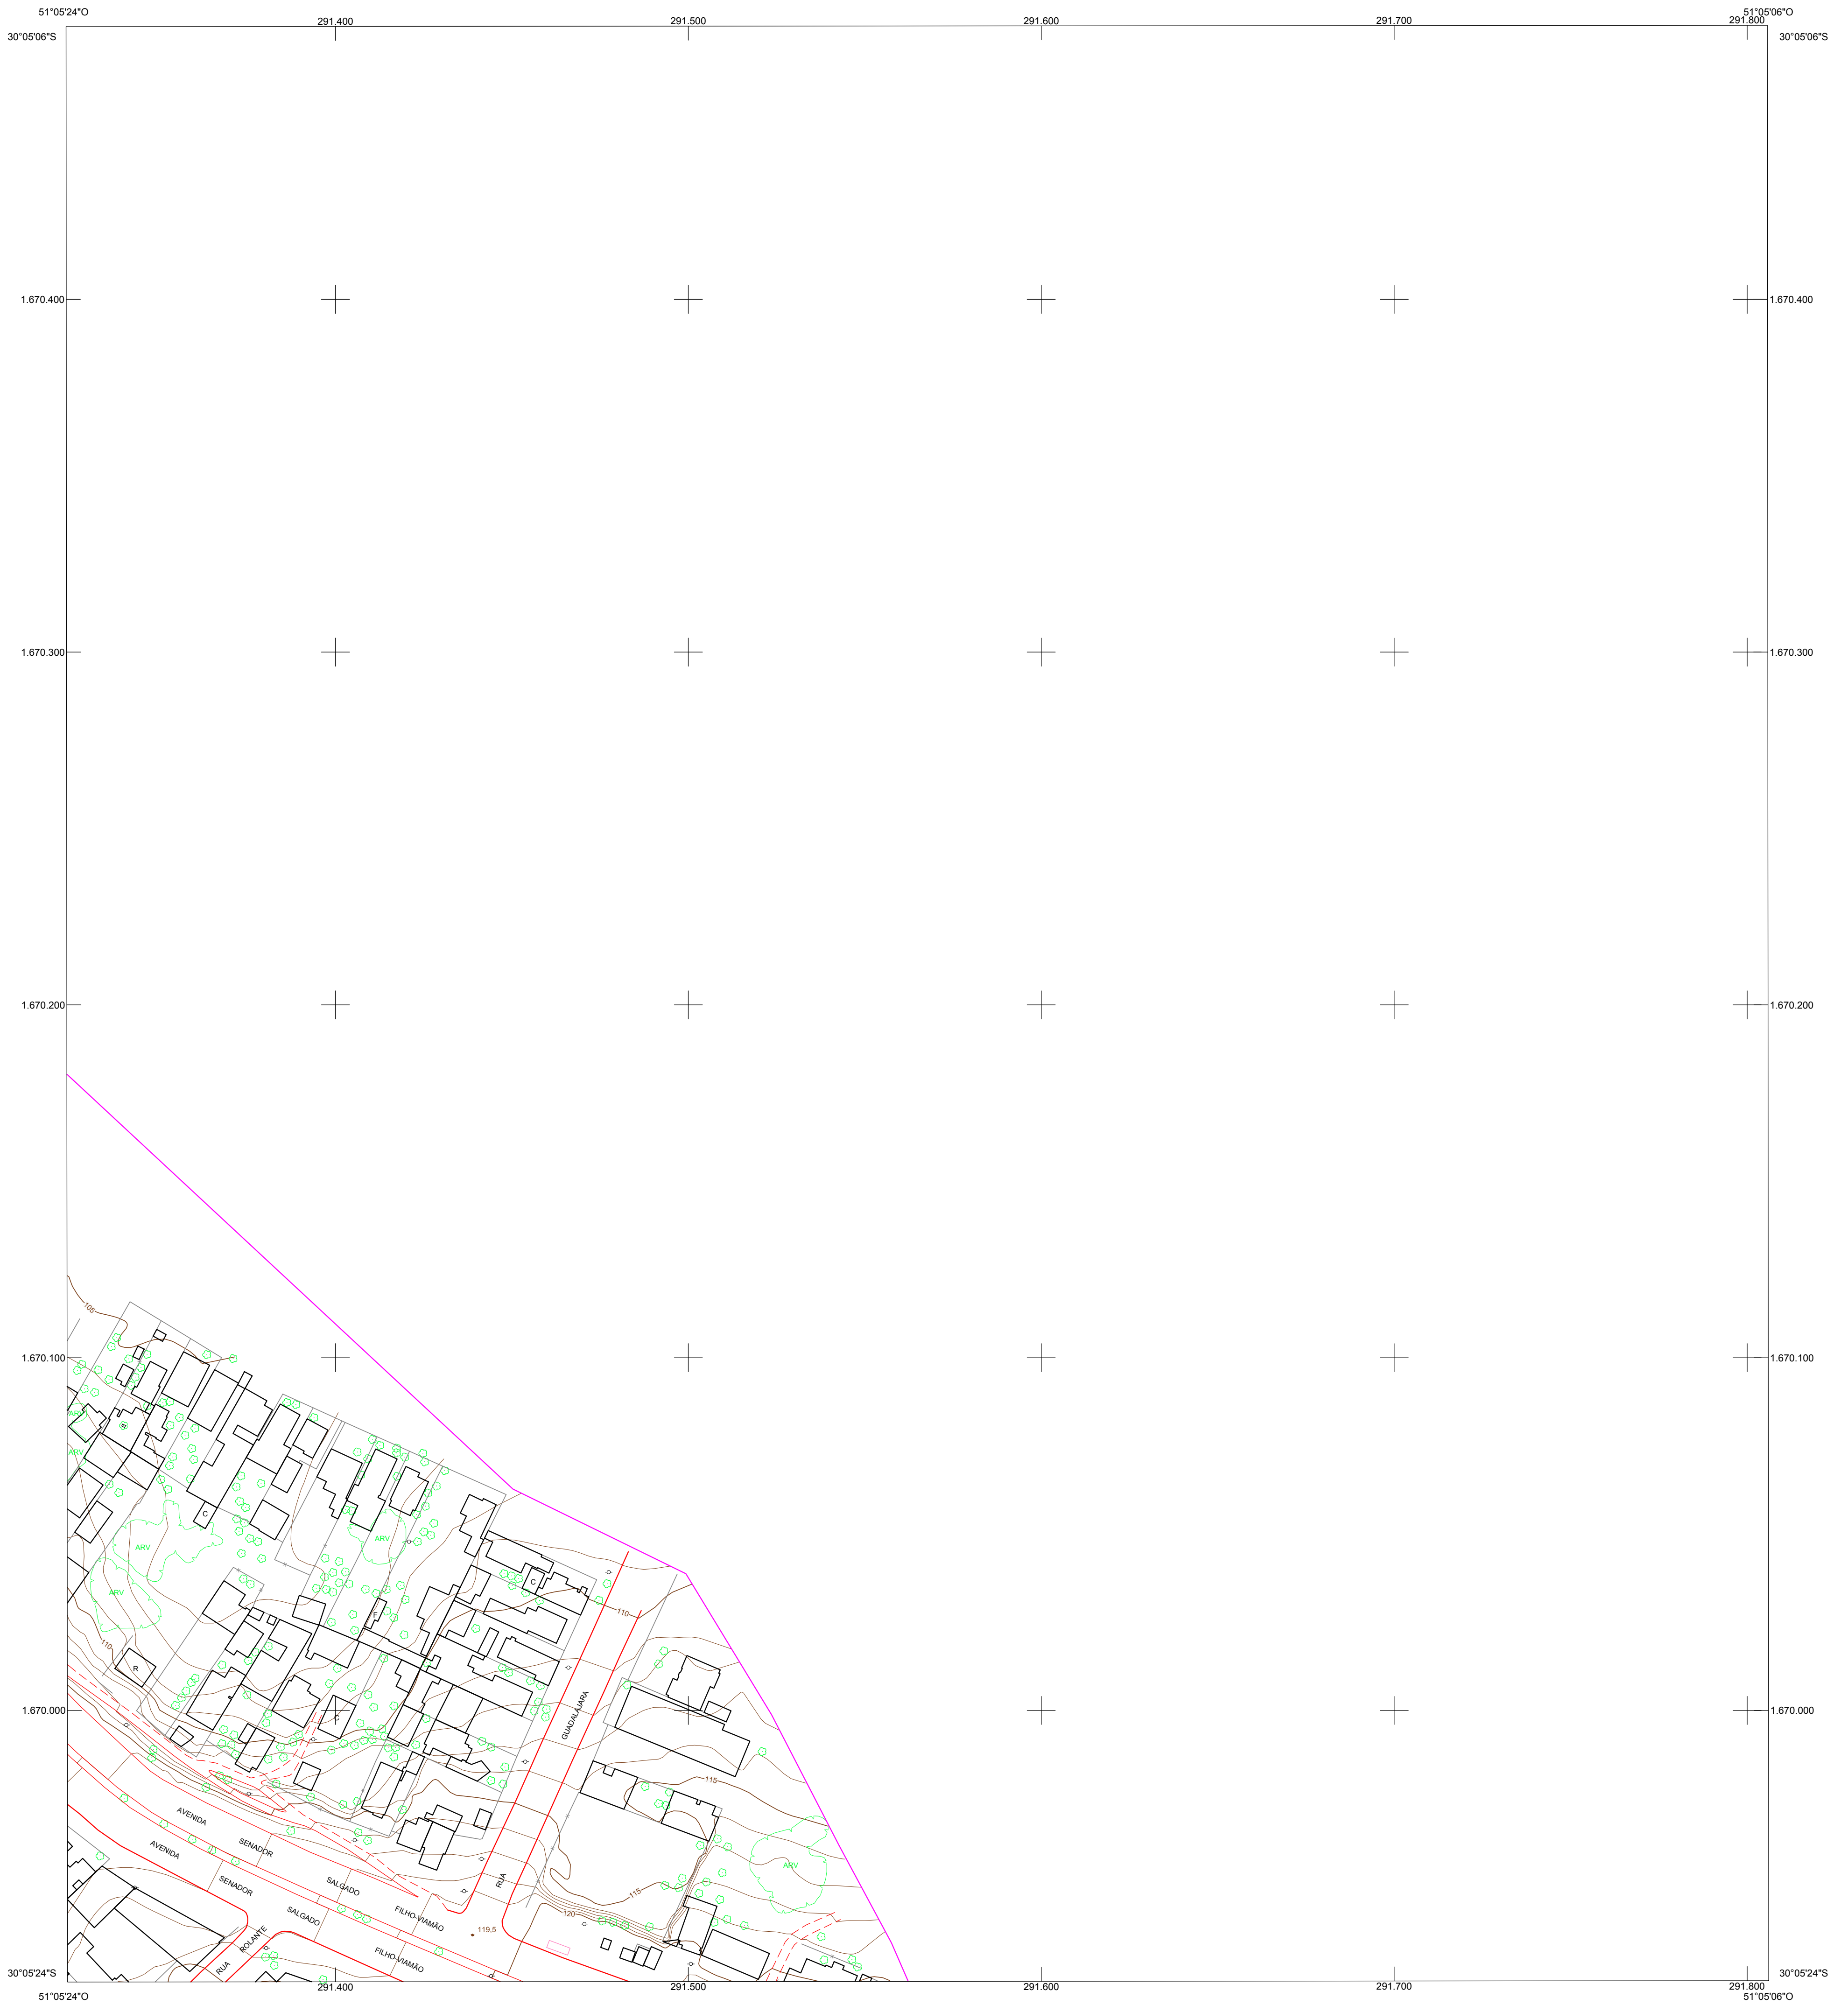 51°05'24"O
291.400
291.500
291.600
291.700
291.800
51°05'06"O
30°05'06"S
30°05'06"S
1.670.400
1.670.400
1.670.300
1.670.300
1.670.200
1.670.200
105
1.670.100
1.670.100
ARV
B
ARV
C
ARV
ARV
C
ARV
110
F
110
R
1.670.000
C
GUADALAJARA
1.670.000
115
AVENIDA
AVENIDA
SENADOR
ARV
SENADOR
SALGADO
RUA
115
SALGADO
FILHO-VIAMÃO
120
119,5
ROLANTE
RUA
FILHO-VIAMÃO
30°05'24"S
30°05'24"S
51°05'24"O
291.400
291.500
291.600
291.700
291.800
51°05'06"O